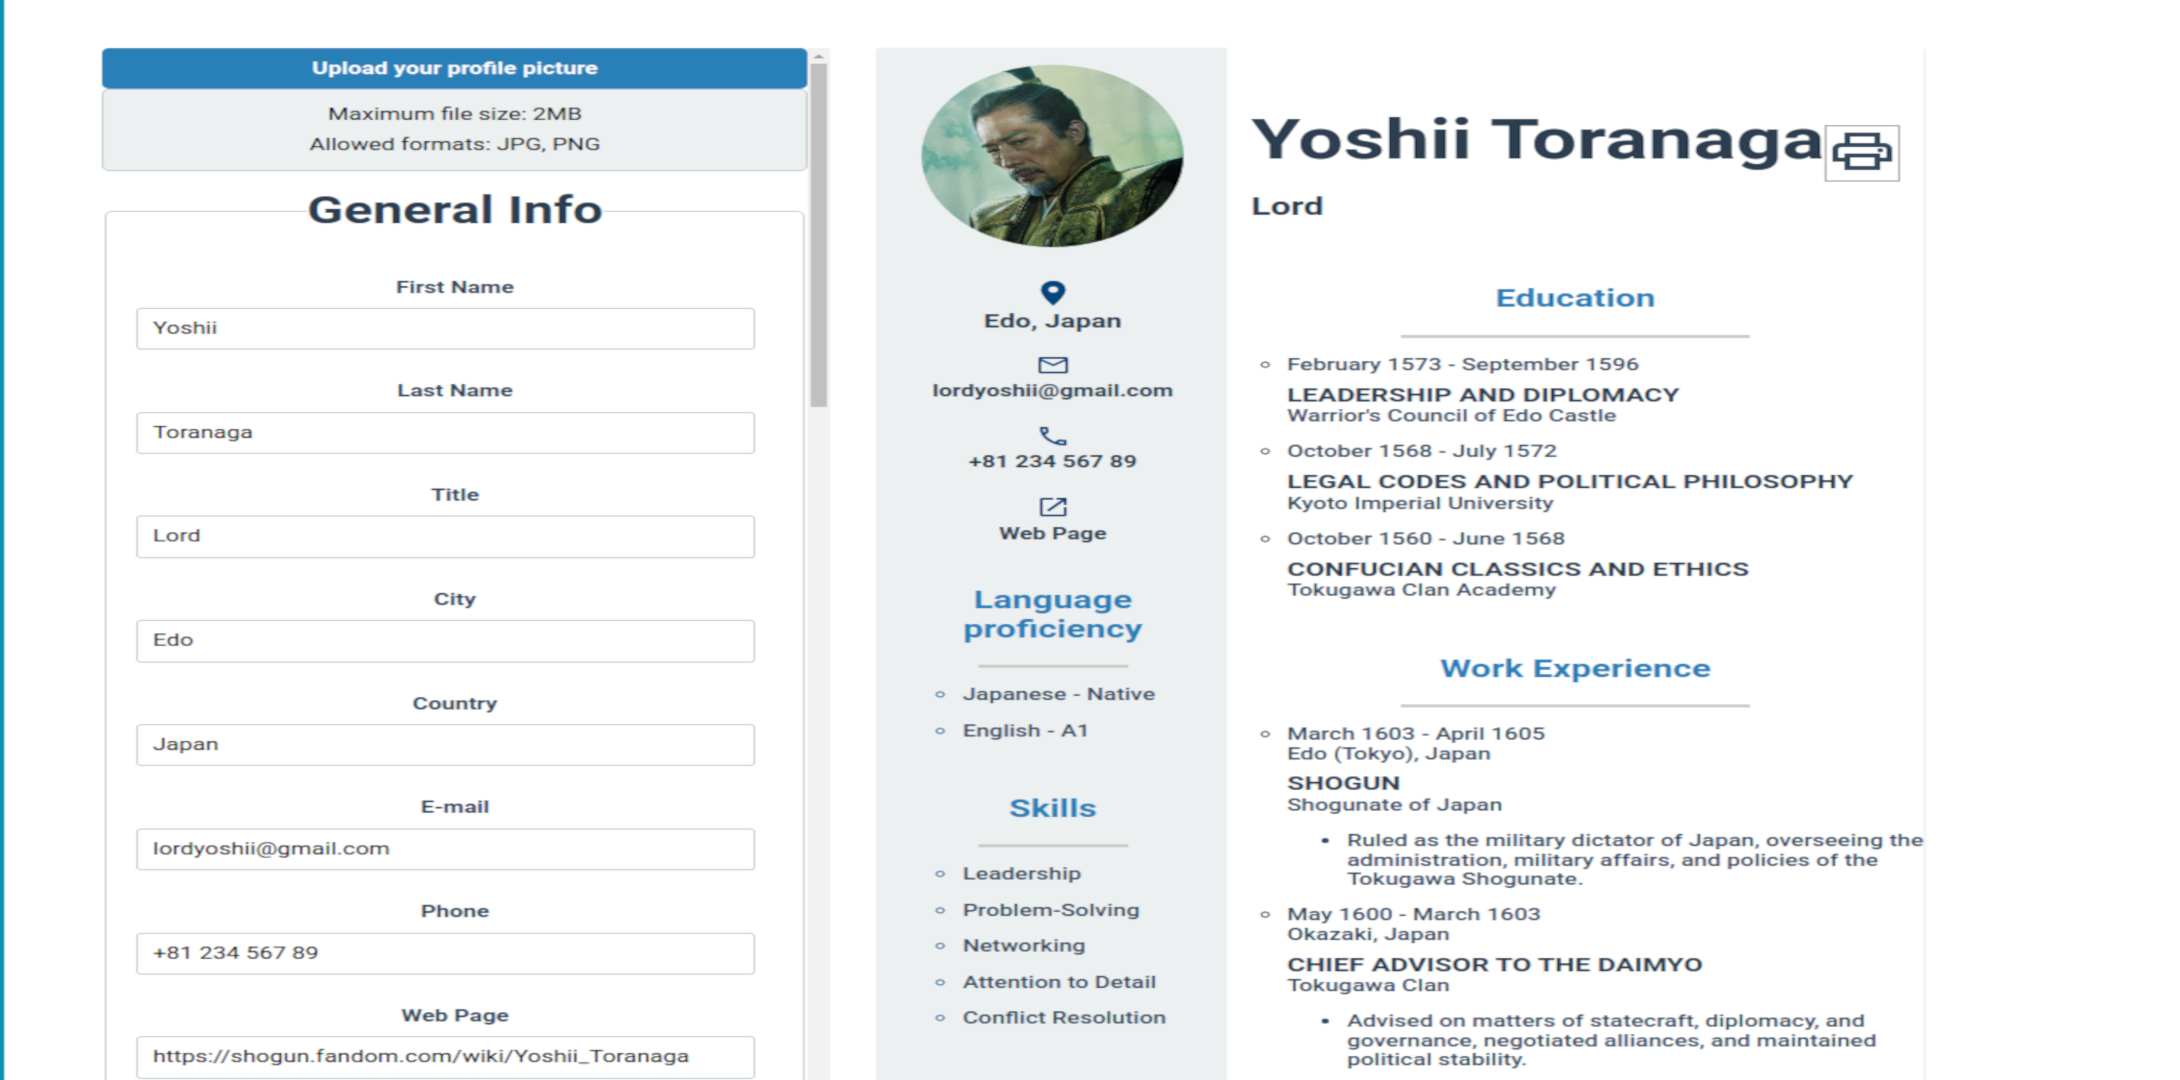 Upload your profile picture
Maximum file size: 2MB
Allowed formats: JPG, PNG
General Info
First Name
Yoshii
Last Name
Toranaga
Title
Lord
City
Edo
Country
Japan
E-mail
lordyoshii@gmail.com
Phone
+81 234 567 89
Web Page
https://shogun.fandom.com/wiki/Yoshii_Toranaga
Edo, Japan
lordyoshii@gmail.com
+81 234 567 89
Web Page
Language
proficiency
Japanese - Native
English - A1
Skills
Leadership
Problem-Solving
Networking
Attention to Detail
Conflict Resolution
Yoshii Toranaga
Lord
Education
February 1573 - September 1596
LEADERSHIP AND DIPLOMACY
Warrior's Council of Edo Castle
October 1568 - July 1572
LEGAL CODES AND POLITICAL PHILOSOPHY
Kyoto Imperial University
October 1560 - June 1568
CONFUCIAN CLASSICS AND ETHICS
Tokugawa Clan Academy
Work Experience
March 1603 - April 1605
Edo (Tokyo), Japan
SHOGUN
Shogunate of Japan
Ruled as the military dictator of Japan, overseeing the
administration, military affairs, and policies of the
Tokugawa Shogunate.
May 1600 - March 1603
Okazaki, Japan
CHIEF ADVISOR TO THE DAIMYO
Tokugawa Clan
Advised on matters of statecraft, diplomacy, and
governance, negotiated alliances, and maintained
political stability.